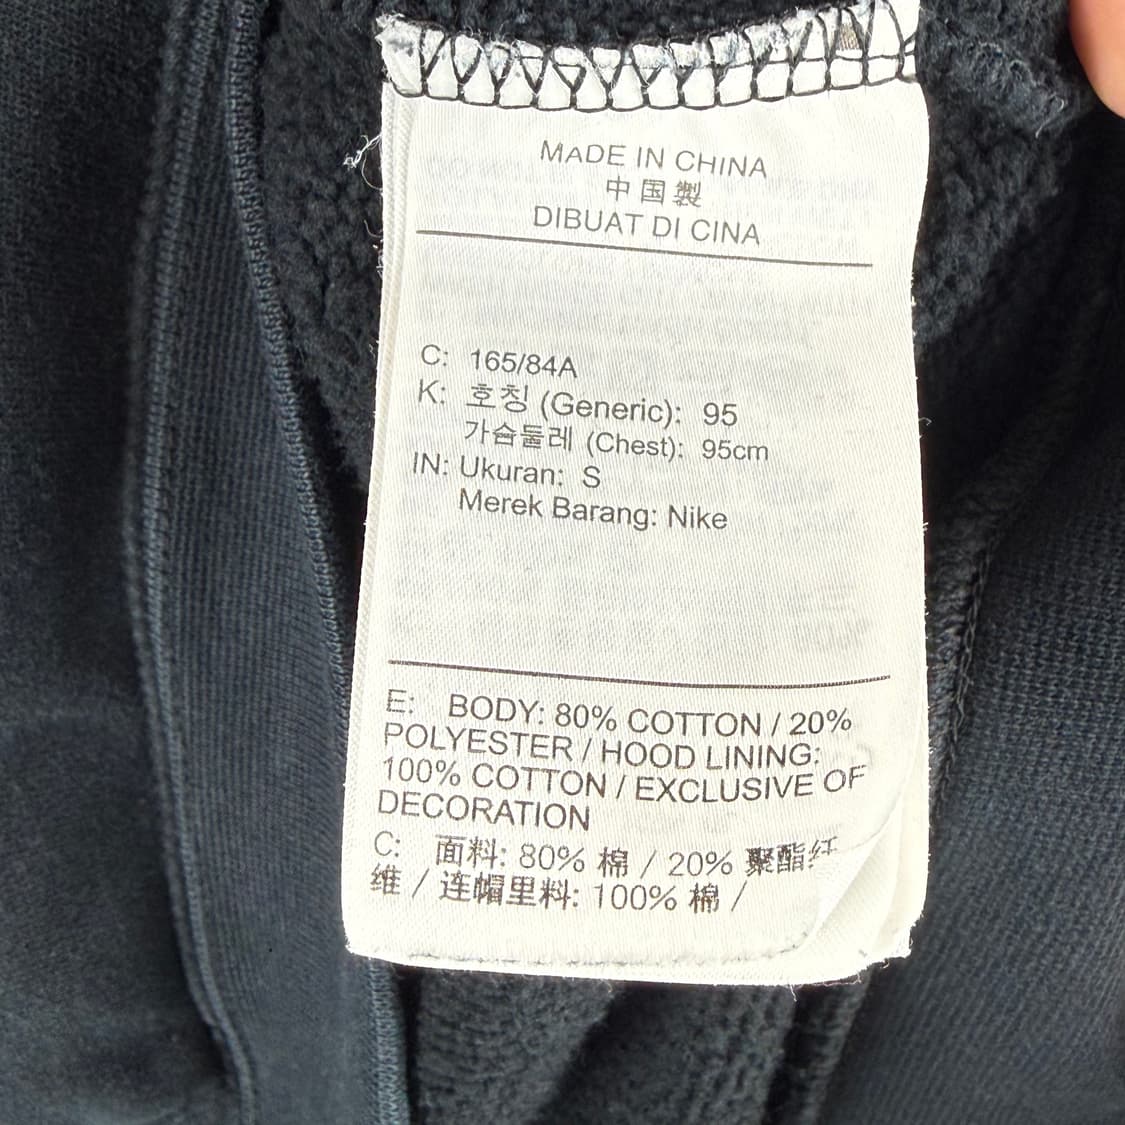 MADE IN CHINA
中国製
DIBUAT DI CINA
C: 165/84A
K: 호칭 (Generic): 95
가슴둘레 (Chest): 95cm
IN: Ukuran: S
Merek Barang: Nike
E: BODY: 80% COTTON / 20%
POLYESTER / HOOD LINING:
100% COTTON / EXCLUSIVE OF
DECORATION
C: 面料: 80% 棉 / 20% 聚酯纤
维 / 连帽里料: 100% 棉 /